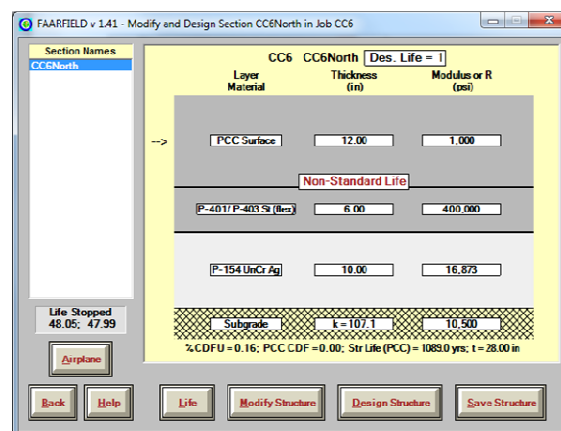 FAARFIELD v 1.41 - Modify and Design Section CC6North in Job CC6
Section Names
CC6North
CC6 CC6North Des. Life = 1
Layer Material Thickness (in) Modulus or R (psi)
--> PCC Surface 12.00 1,000
Non-Standard Life
P-401/ P-403 St (flex) 6.00 400,000
P-154 UnCr Ag 10.00 16,873
Subgrade k = 107.1 10,500
%CDFU = 0.16; PCC CDF = 0.00; Str Life (PCC) = 1089.0 yrs; t = 28.00 in
Life Stopped
48.05; 47.99
Airplane
Back Help Life Modify Structure Design Structure Save Structure